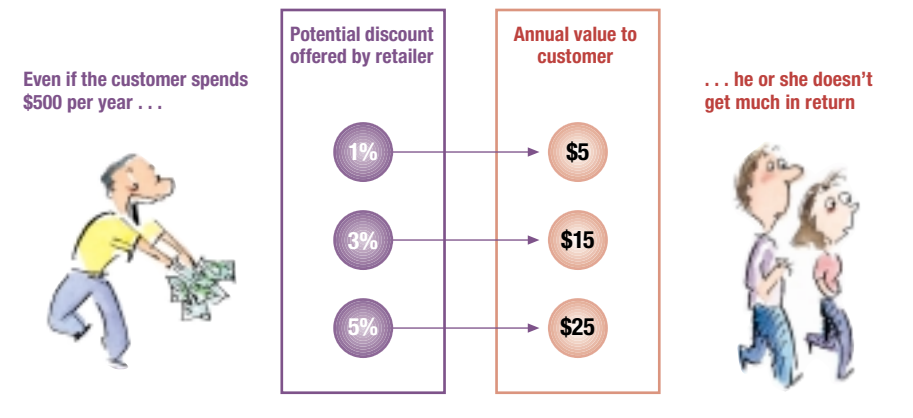 Even if the customer spends
$500 per year . . .
Potential discount
offered by retailer
1%
3%
5%
Annual value to
customer
$5
$15
$25
. . . he or she doesn’t
get much in return